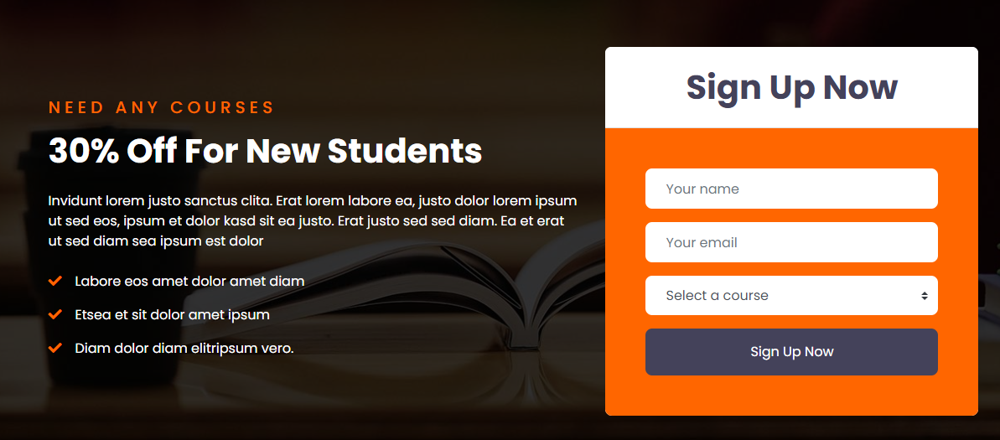 NEED ANY COURSES
30% Off For New Students
Invidunt lorem justo sanctus clita. Erat lorem labore ea, justo dolor lorem ipsum
ut sed eos, ipsum et dolor kasd sit ea justo. Erat justo sed sed diam. Ea et erat
ut sed diam sea ipsum est dolor
Labore eos amet dolor amet diam
Etsea et sit dolor amet ipsum
Diam dolor diam elitripsum vero.
Sign Up Now
Your name
Your email
Select a course
Sign Up Now